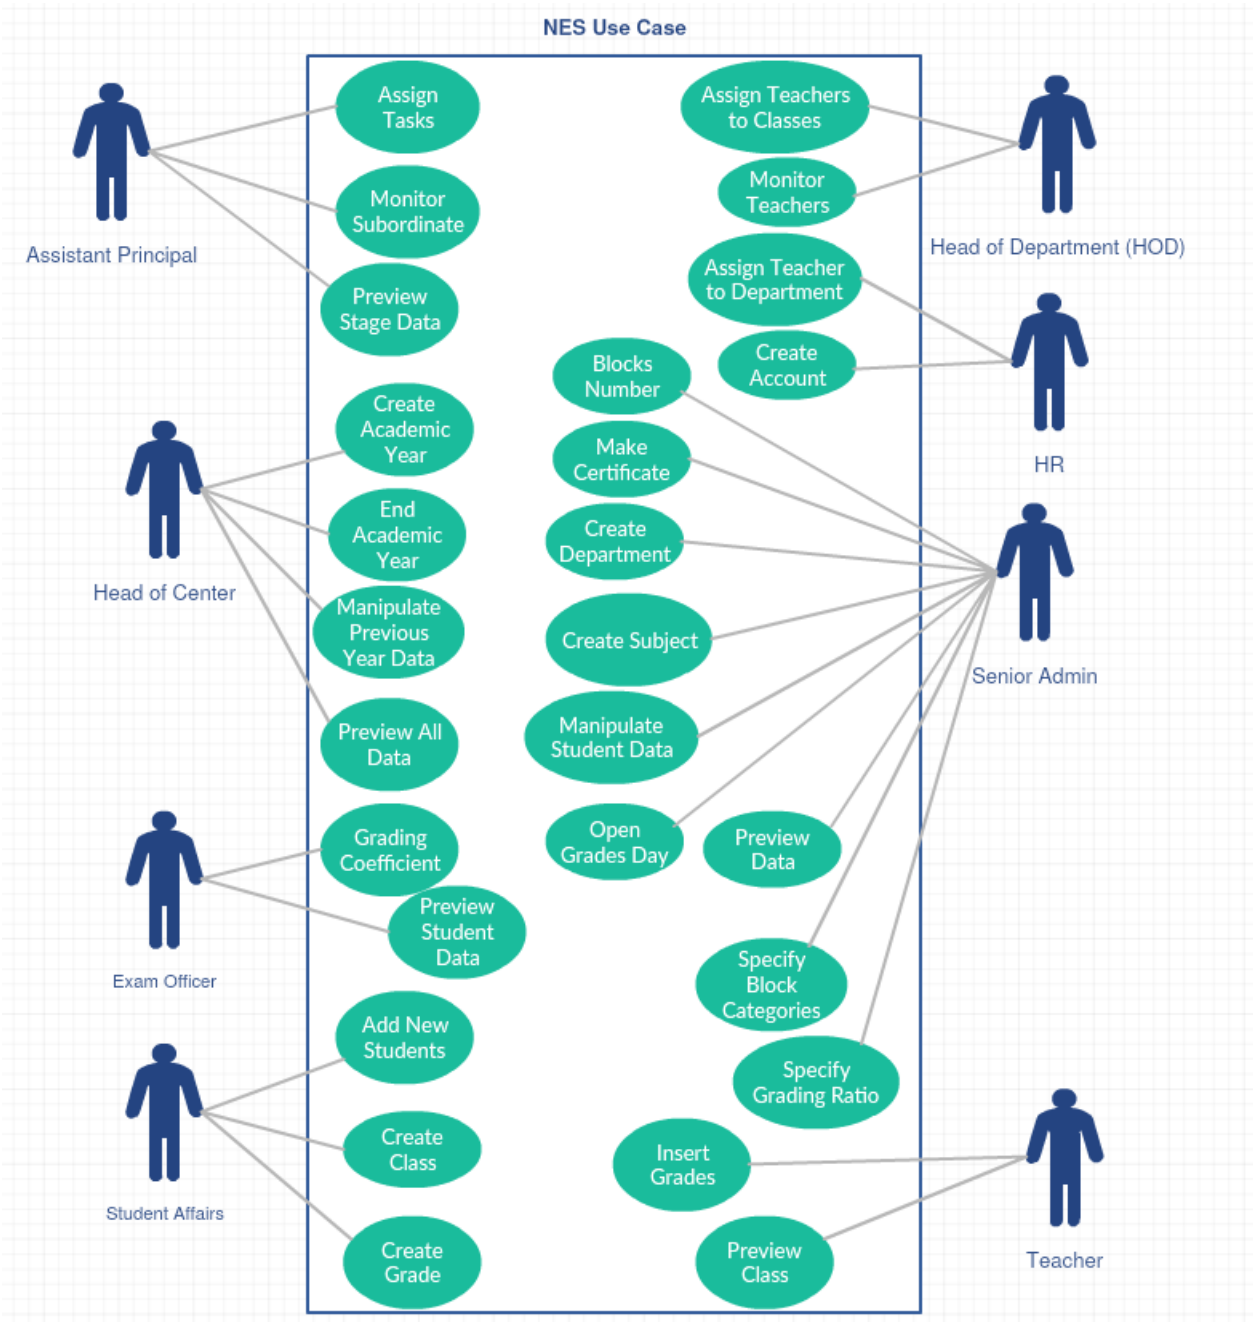 NES Use Case
Assign
Tasks
Monitor
Subordinate
Preview
Stage Data
Assistant Principal
Create
Academic
Year
End
Academic
Year
Manipulate
Previous
Year Data
Preview All
Data
Head of Center
Grading
Coefficient
Preview
Student
Data
Exam Officer
Add New
Students
Create
Class
Create
Grade
Student Affairs
Assign Teachers
to Classes
Monitor
Teachers
Head of Department (HOD)
Assign Teacher
to Department
Create
Account
HR
Blocks
Number
Make
Certificate
Create
Department
Create Subject
Manipulate
Student Data
Open
Grades Day
Preview
Data
Specify
Block
Categories
Specify
Grading Ratio
Senior Admin
Insert
Grades
Preview
Class
Teacher